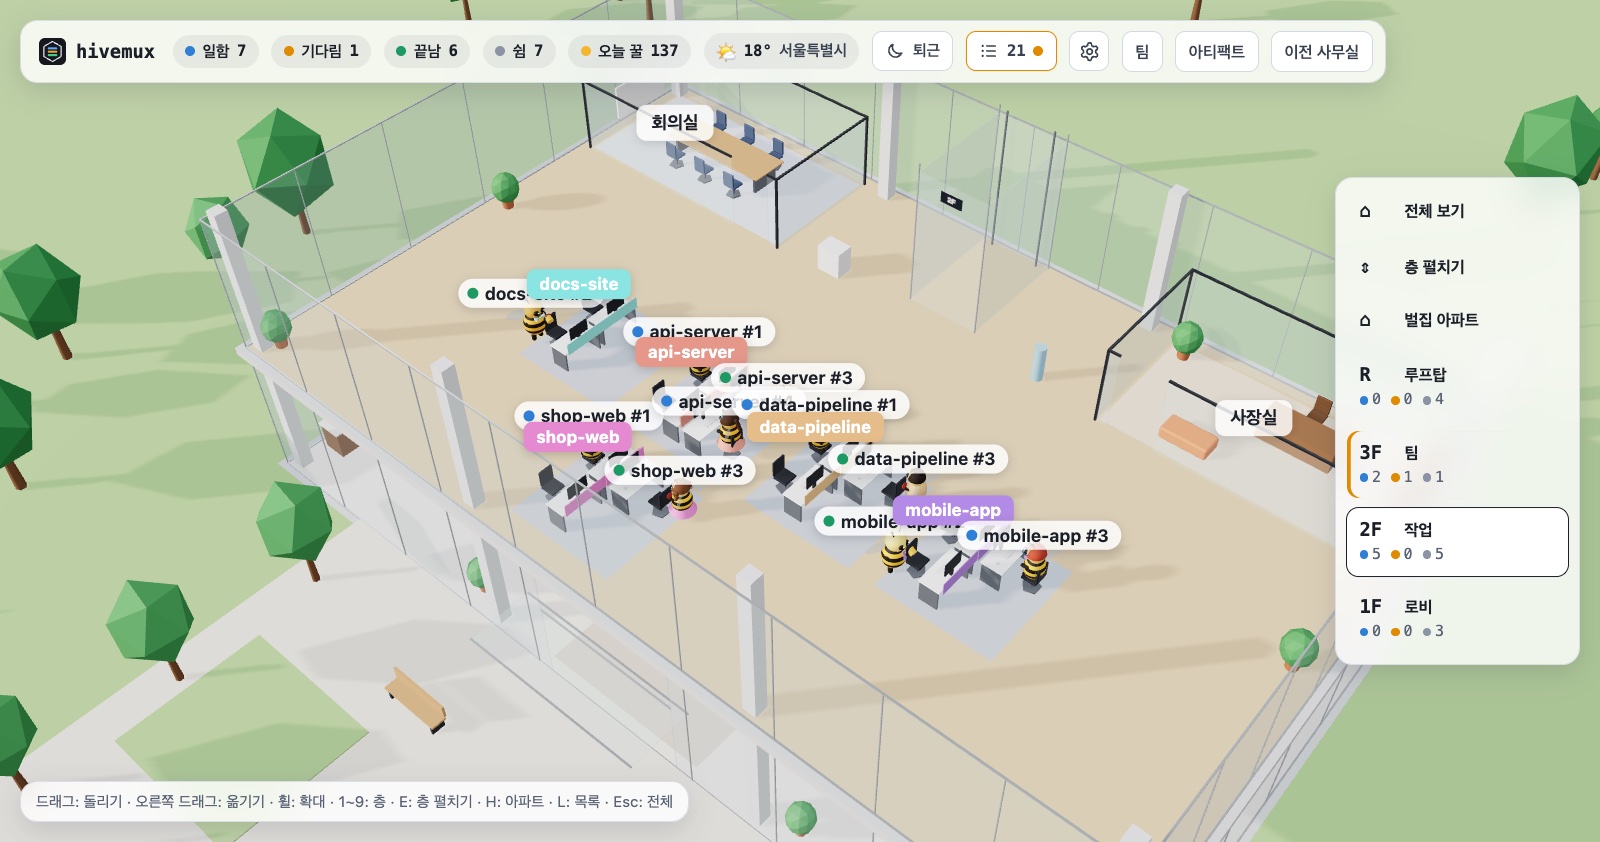 hivemux
일함 7
기다림 1
끝남 6
쉼 7
오늘 꿀 137
18° 서울특별시
퇴근
21
팀
아티팩트
이전 사무실
회의실
2F
전체 보기
층 펼치기
벌집 아파트
R 루프탑
0 0 4
3F 팀
2 1 1
2F 작업
5 0 5
1F 로비
0 0 3
docs-site
api-server #1
api-server
api-server #3
data-pipeline #1
shop-web #1
data-pipeline
shop-web
사장실
data-pipeline #3
shop-web #3
mobile-app
mobile-app #3
드래그: 돌리기 · 오른쪽 드래그: 옮기기 · 휠: 확대 · 1~9: 층 · E: 층 펼치기 · H: 아파트 · L: 목록 · Esc: 전체